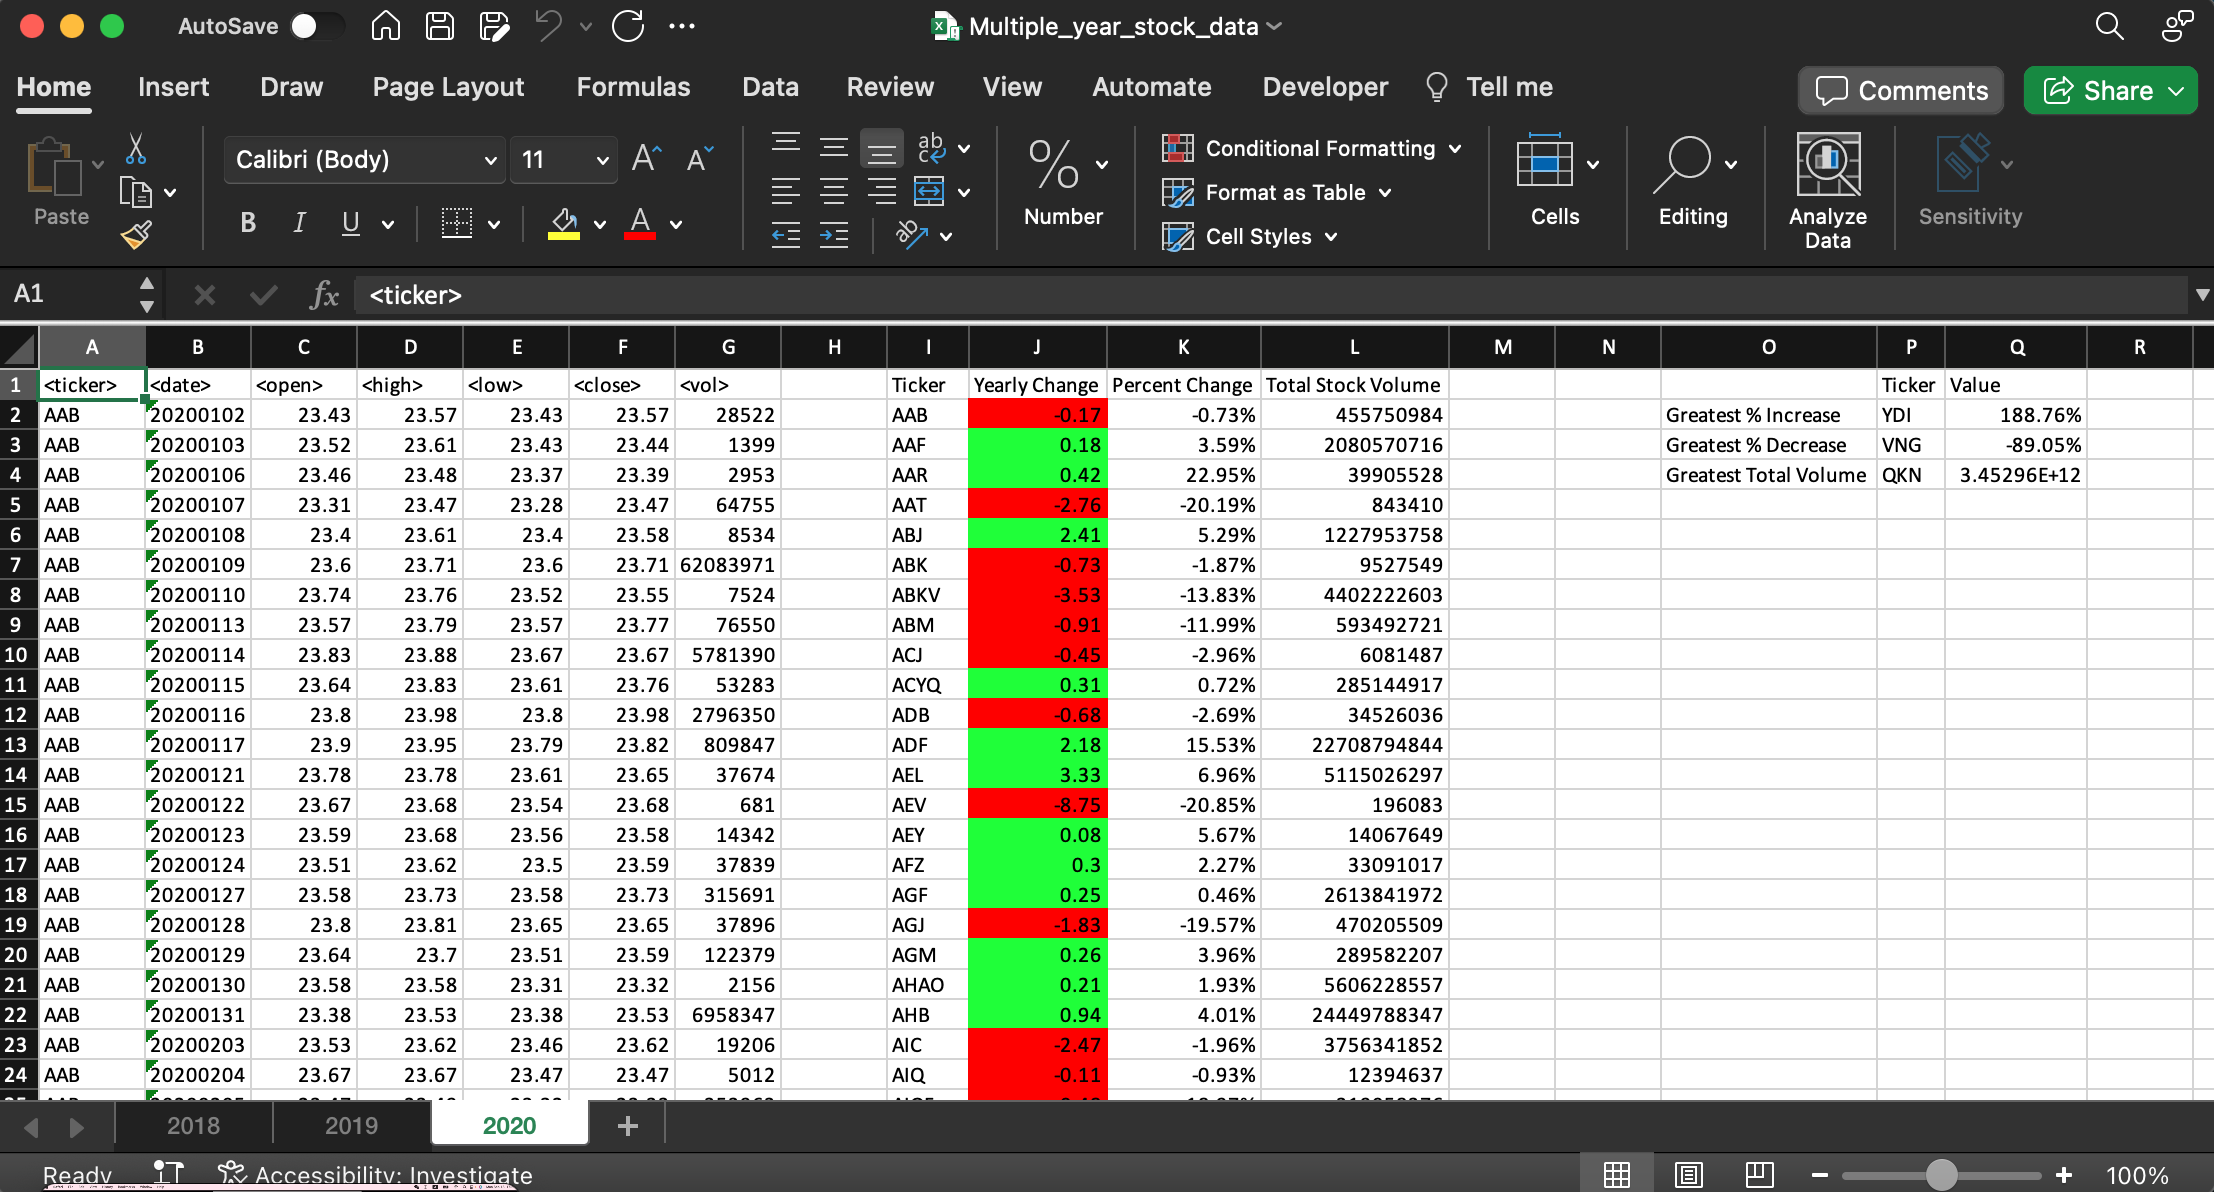 AutoSave Multiple_year_stock_data
Home Insert Draw Page Layout Formulas Data Review View Automate Developer Tell me Comments Share
Paste Calibri (Body) 11 Number Conditional Formatting Format as Table Cell Styles Cells Editing Analyze Data Sensitivity
A1 fx <ticker>
A B C D E F G H I J K L M N O P Q R
1 <ticker> <date> <open> <high> <low> <close> <vol> Ticker Yearly Change Percent Change Total Stock Volume Ticker Value
2 AAB 20200102 23.43 23.57 23.43 23.57 28522 AAB -0.17 -0.73% 455750984 Greatest % Increase YDI 188.76%
3 AAB 20200103 23.52 23.61 23.43 23.44 1399 AAF 0.18 3.59% 2080570716 Greatest % Decrease VNG -89.05%
4 AAB 20200106 23.46 23.48 23.37 23.39 2953 AAR 0.42 22.95% 39905528 Greatest Total Volume QKN 3.45296E+12
5 AAB 20200107 23.31 23.47 23.28 23.47 64755 AAT -2.76 -20.19% 843410
6 AAB 20200108 23.4 23.61 23.4 23.58 8534 ABJ 2.41 5.29% 1227953758
7 AAB 20200109 23.6 23.71 23.6 23.71 62083971 ABK -0.73 -1.87% 9527549
8 AAB 20200110 23.74 23.76 23.52 23.55 7524 ABKV -3.53 -13.83% 4402222603
9 AAB 20200113 23.57 23.79 23.57 23.77 76550 ABM -0.91 -11.99% 593492721
10 AAB 20200114 23.83 23.88 23.67 23.67 5781390 ACJ -0.45 -2.96% 6081487
11 AAB 20200115 23.64 23.83 23.61 23.76 53283 ACYQ 0.31 0.72% 285144917
12 AAB 20200116 23.8 23.98 23.8 23.98 2796350 ADB -0.68 -2.69% 34526036
13 AAB 20200117 23.9 23.95 23.79 23.82 809847 ADF 2.18 15.53% 22708794844
14 AAB 20200121 23.78 23.78 23.61 23.65 37674 AEL 3.33 6.96% 5115026297
15 AAB 20200122 23.67 23.68 23.54 23.68 681 AEV -8.75 -20.85% 196083
16 AAB 20200123 23.59 23.68 23.56 23.58 14342 AEY 0.08 5.67% 14067649
17 AAB 20200124 23.51 23.62 23.5 23.59 37839 AFZ 0.3 2.27% 33091017
18 AAB 20200127 23.58 23.73 23.58 23.73 315691 AGF 0.25 0.46% 2613841972
19 AAB 20200128 23.8 23.81 23.65 23.65 37896 AGJ -1.83 -19.57% 470205509
20 AAB 20200129 23.64 23.7 23.51 23.59 122379 AGM 0.26 3.96% 289582207
21 AAB 20200130 23.58 23.58 23.31 23.32 2156 AHAO 0.21 1.93% 5606228557
22 AAB 20200131 23.38 23.53 23.38 23.53 6958347 AHB 0.94 4.01% 24449788347
23 AAB 20200203 23.53 23.62 23.46 23.62 19206 AIC -2.47 -1.96% 3756341852
24 AAB 20200204 23.67 23.67 23.47 23.47 5012 AIQ -0.11 -0.93% 12394637
2018 2019 2020
Ready Accessibility: Investigate 100%